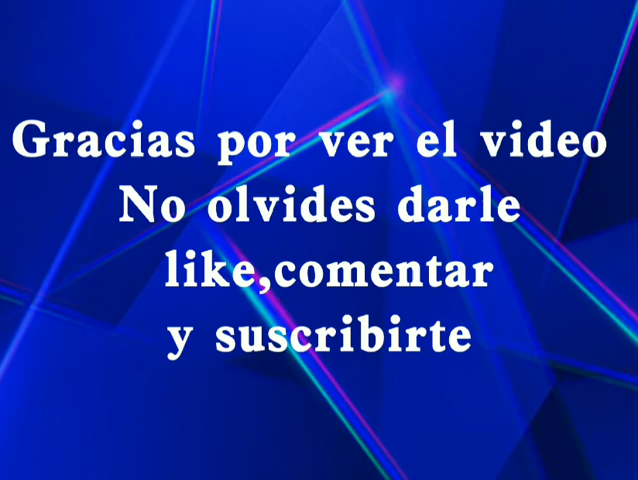 Gracias por ver el video
No olvides darle
like,comentar
y suscribirte